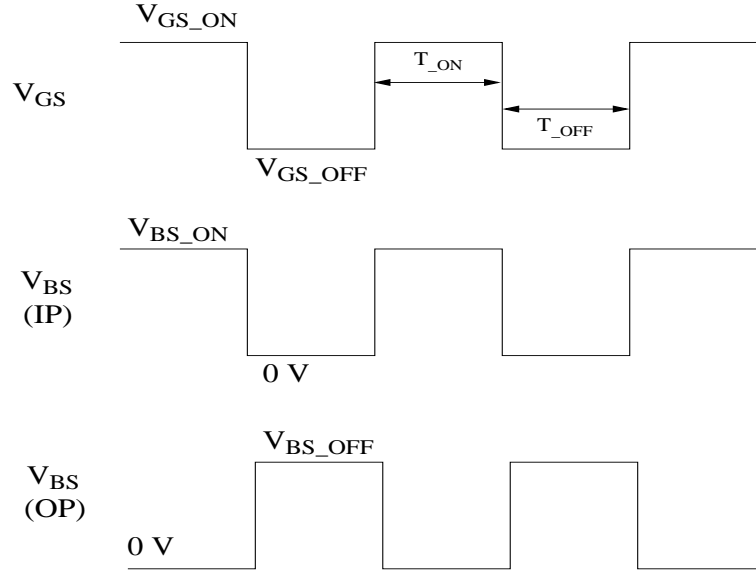 V_GS_ON
V_GS
T_ON
T_OFF
V_GS_OFF
V_BS_ON
V_BS
(IP)
0 V
V_BS_OFF
V_BS
(OP)
0 V